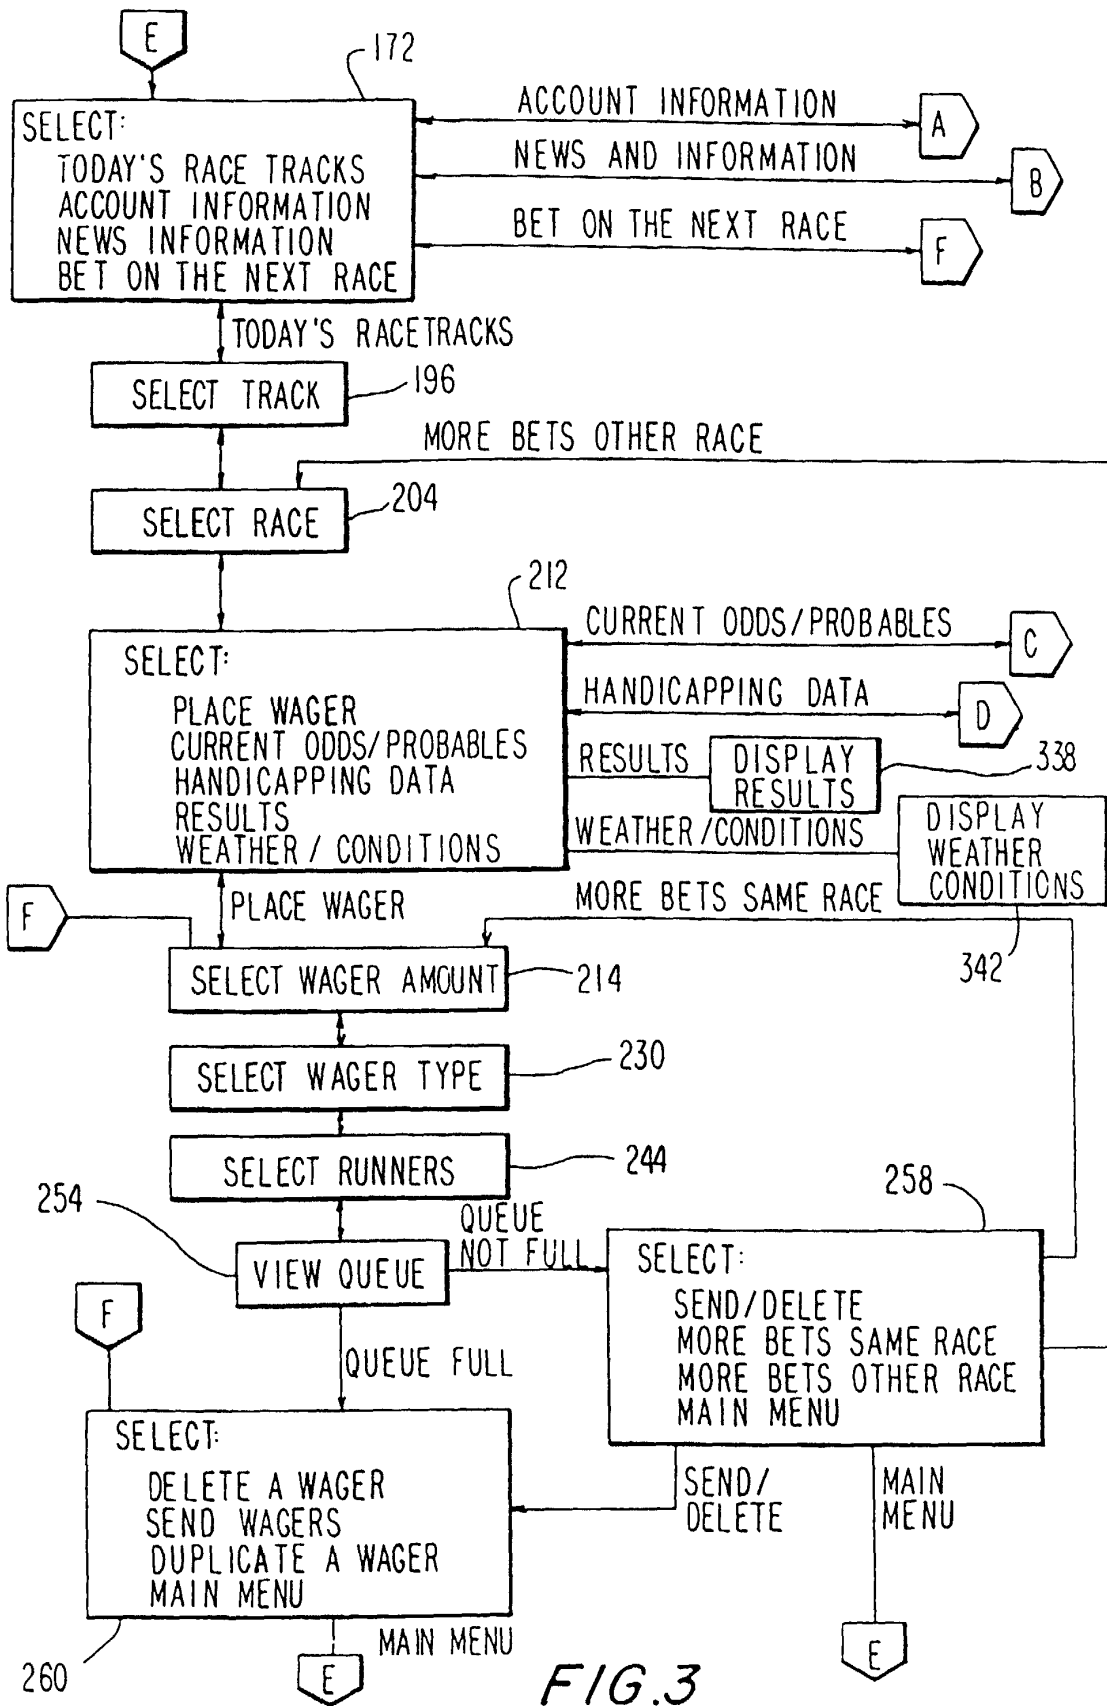 E
172
SELECT:
TODAY'S RACE TRACKS
ACCOUNT INFORMATION
NEWS INFORMATION
BET ON THE NEXT RACE
ACCOUNT INFORMATION
A
NEWS AND INFORMATION
B
BET ON THE NEXT RACE
F
TODAY'S RACETRACKS
SELECT TRACK
196
MORE BETS OTHER RACE
SELECT RACE
204
212
SELECT:
PLACE WAGER
CURRENT ODDS/PROBABLES
HANDICAPPING DATA
RESULTS
WEATHER / CONDITIONS
CURRENT ODDS/PROBABLES
C
HANDICAPPING DATA
D
RESULTS
DISPLAY
RESULTS
338
WEATHER/CONDITIONS
DISPLAY
WEATHER
CONDITIONS
342
F
PLACE WAGER
MORE BETS SAME RACE
SELECT WAGER AMOUNT
214
SELECT WAGER TYPE
230
SELECT RUNNERS
244
254
VIEW QUEUE
QUEUE
NOT FULL
258
SELECT:
SEND/DELETE
MORE BETS SAME RACE
MORE BETS OTHER RACE
MAIN MENU
F
QUEUE FULL
SELECT:
DELETE A WAGER
SEND WAGERS
DUPLICATE A WAGER
MAIN MENU
SEND/
DELETE
MAIN
MENU
260
MAIN MENU
E
E
FIG.3